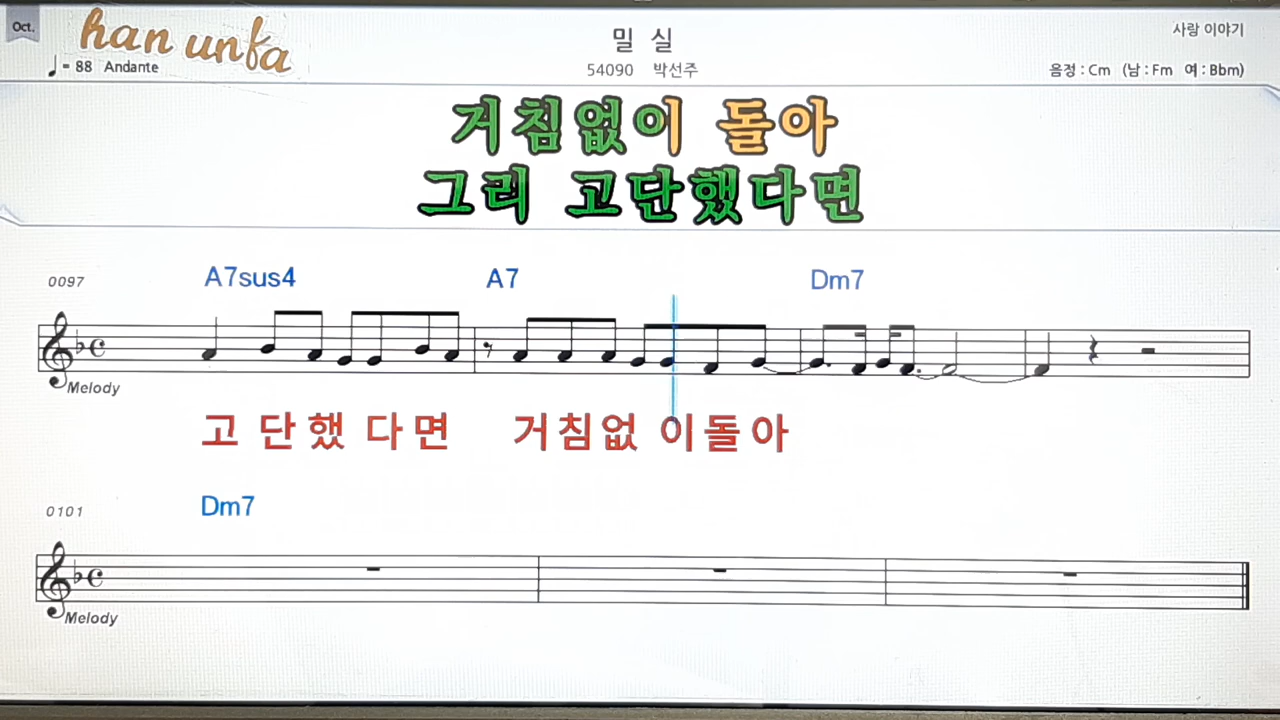 Oct.
han unfa
♩= 88 Andante
밀 실
54090 박선주
사랑 이야기
음정 : Cm (남 : Fm 여 : Bbm)
거침없이 돌아
그리 고단했다면
0097
A7sus4 A7 Dm7
Melody
고 단 했 다 면 거 침 없 이 돌 아
0101
Dm7
Melody